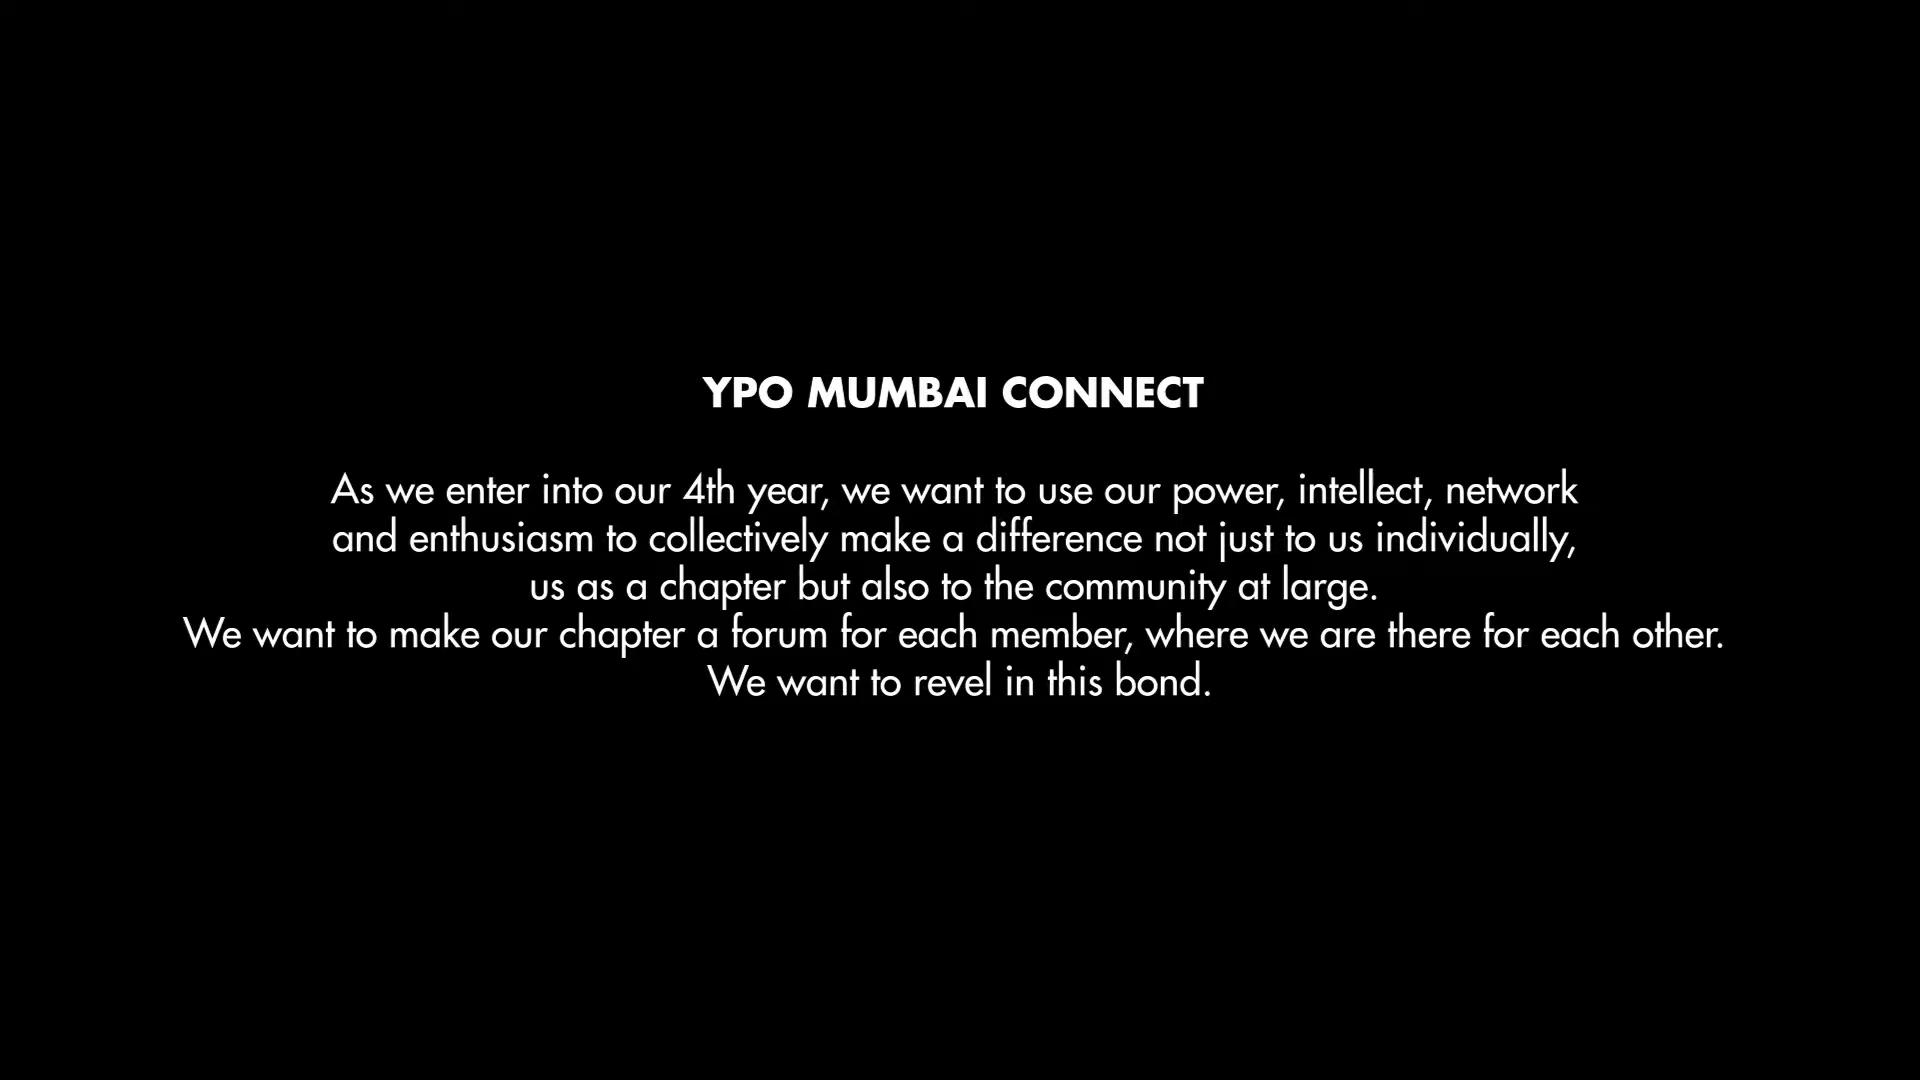 YPO MUMBAI CONNECT
As we enter into our 4th year, we want to use our power, intellect, network
and enthusiasm to collectively make a difference not just to us individually,
us as a chapter but also to the community at large.
We want to make our chapter a forum for each member, where we are there for each other.
We want to revel in this bond.